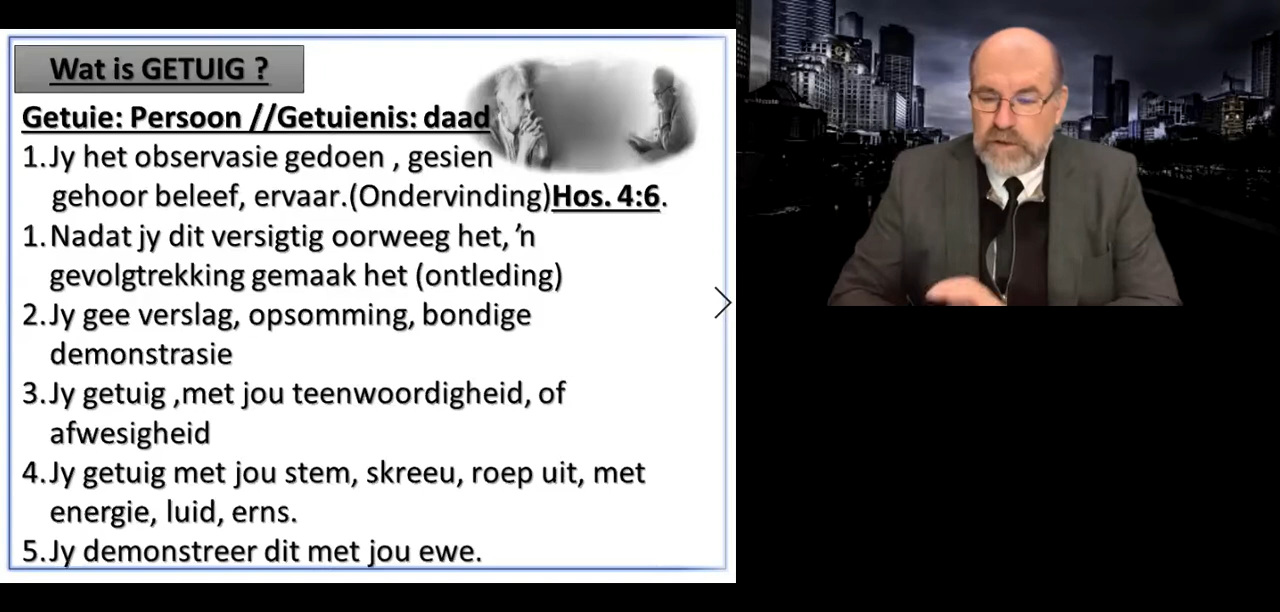 Wat is GETUIG ?
Getuie: Persoon //Getuienis: daad
1.Jy het observasie gedoen , gesien
gehoor beleef, ervaar.(Ondervinding)Hos. 4:6.
1.Nadat jy dit versigtig oorweeg het, ’n
gevolgtrekking gemaak het (ontleding)
2.Jy gee verslag, opsomming, bondige
demonstrasie
3.Jy getuig ,met jou teenwoordigheid, of
afwesigheid
4.Jy getuig met jou stem, skreeu, roep uit, met
energie, luid, erns.
5.Jy demonstreer dit met jou ewe.